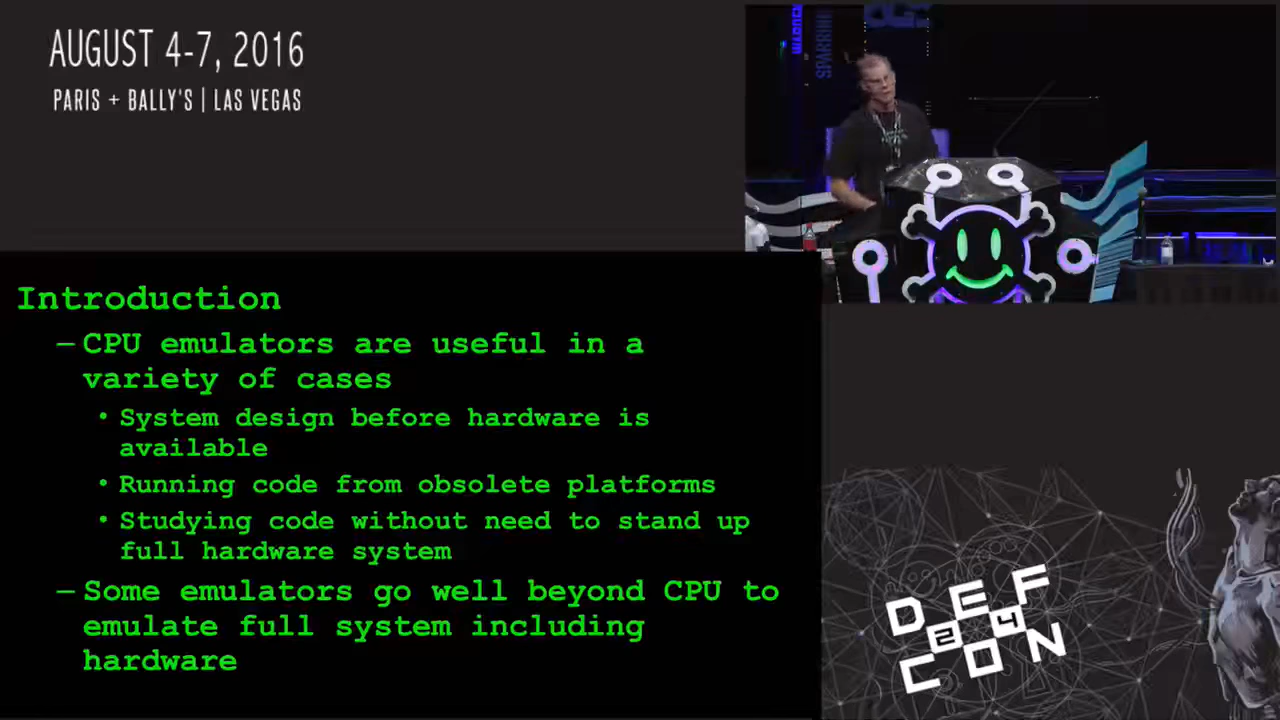 AUGUST 4-7, 2016
PARIS + BALLY'S | LAS VEGAS
SPARRIN
Introduction
– CPU emulators are useful in a
variety of cases
• System design before hardware is
available
• Running code from obsolete platforms
• Studying code without need to stand up
full hardware system
– Some emulators go well beyond CPU to
emulate full system including
hardware
DEF
24
CON